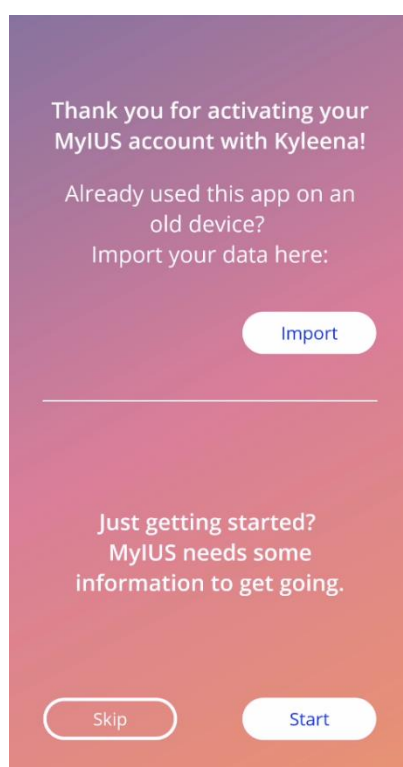 Thank you for activating your
MyIUS account with Kyleena!
Already used this app on an
old device?
Import your data here:
Import
Just getting started?
MyIUS needs some
information to get going.
Skip
Start